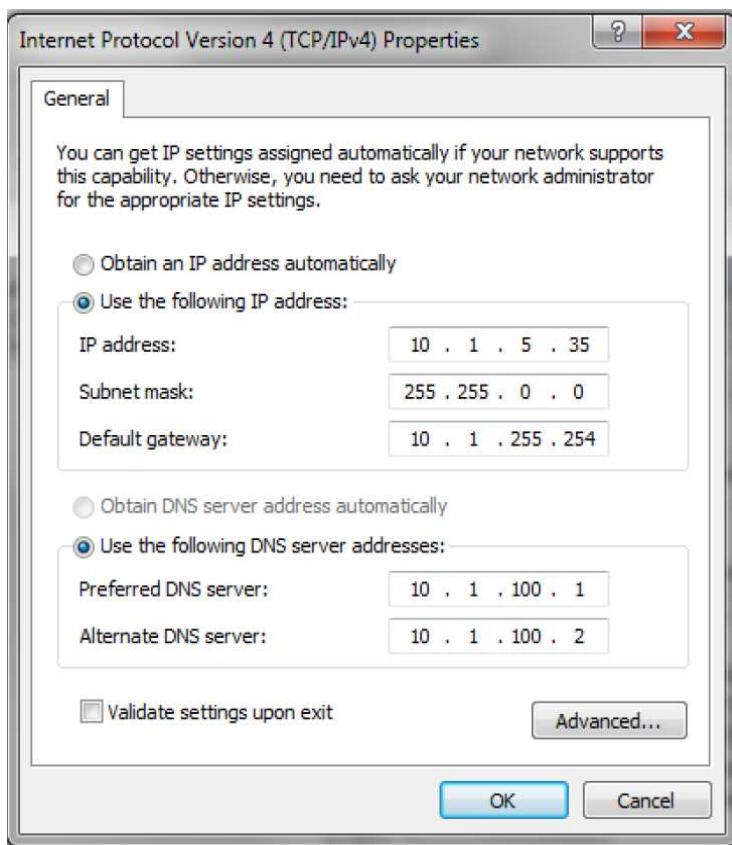 Internet Protocol Version 4 (TCP/IPv4) Properties
General
You can get IP settings assigned automatically if your network supports
this capability. Otherwise, you need to ask your network administrator
for the appropriate IP settings.
Obtain an IP address automatically
Use the following IP address:
IP address: 10 . 1 . 5 . 35
Subnet mask: 255 . 255 . 0 . 0
Default gateway: 10 . 1 . 255 . 254
Obtain DNS server address automatically
Use the following DNS server addresses:
Preferred DNS server: 10 . 1 . 100 . 1
Alternate DNS server: 10 . 1 . 100 . 2
Validate settings upon exit
Advanced...
OK Cancel